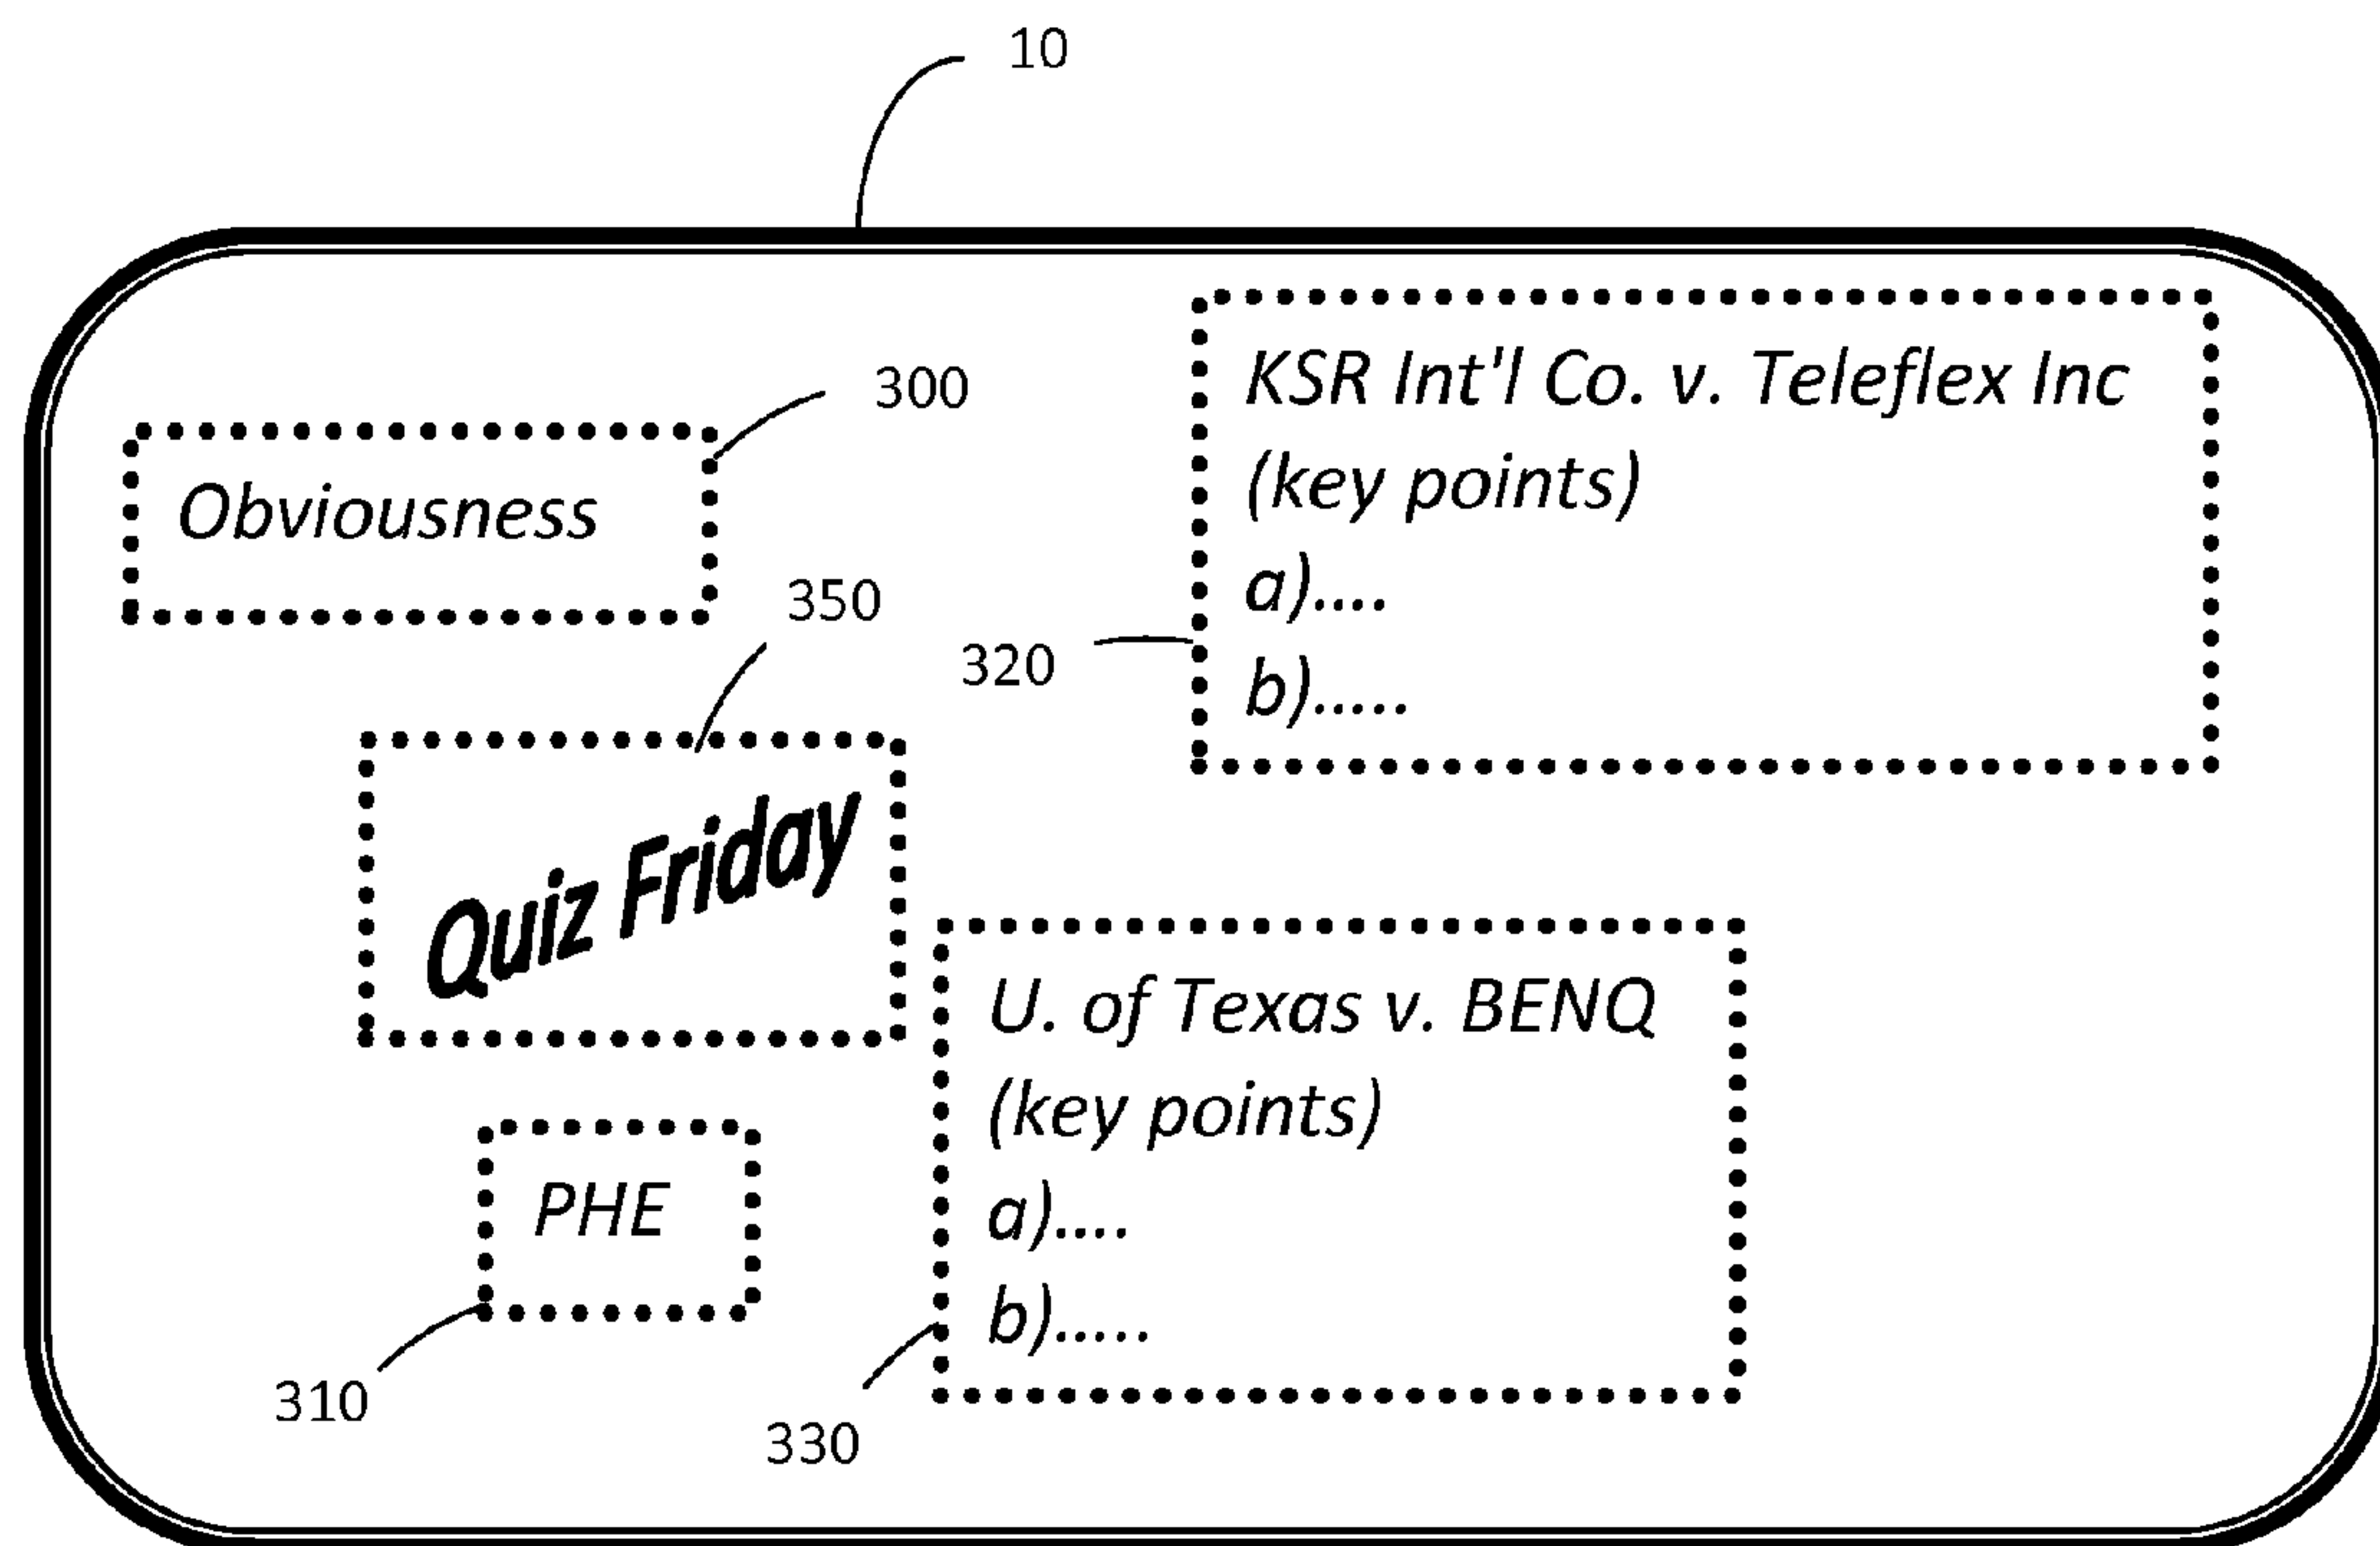 10
300
Obviousness
350
KSR Int'l Co. v. Teleflex Inc
(key points)
a)....
b).....
320
Quiz Friday
U. of Texas v. BENQ
(key points)
a)....
b).....
PHE
310
330